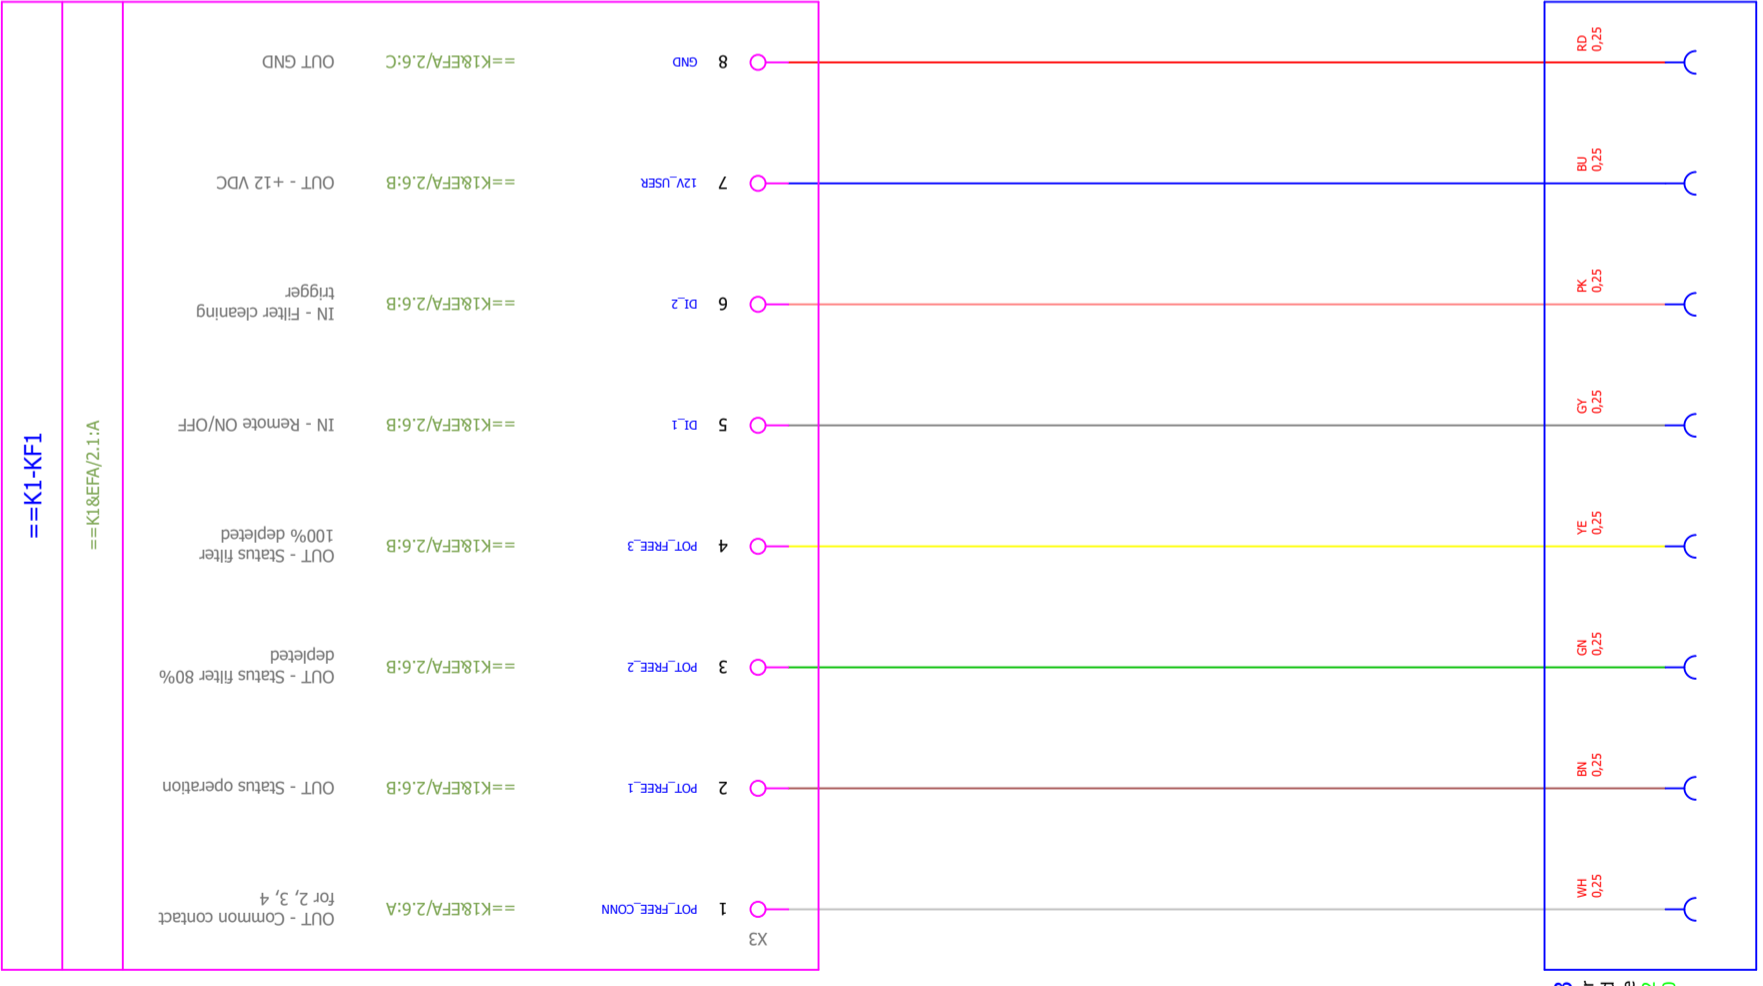 ==K1-KF1
==K1&EFA/2.1:A
OUT GND
==K1&EFA/2.6:C
GND
8
RD
0,25
OUT - +12 VDC
==K1&EFA/2.6:B
12V_USER
7
BU
0,25
IN - Filter cleaning
trigger
==K1&EFA/2.6:B
DI_2
6
PK
0,25
IN - Remote ON/OFF
==K1&EFA/2.6:B
DI_1
5
GY
0,25
OUT - Status filter
100% depleted
==K1&EFA/2.6:B
POT_FREE_3
4
YE
0,25
OUT - Status filter 80%
depleted
==K1&EFA/2.6:B
POT_FREE_2
3
GN
0,25
OUT - Status operation
==K1&EFA/2.6:B
POT_FREE_1
2
BN
0,25
OUT - Common contact
for 2, 3, 4
==K1&EFA/2.6:A
POT_FREE_CONN
1
WH
0,25
X3